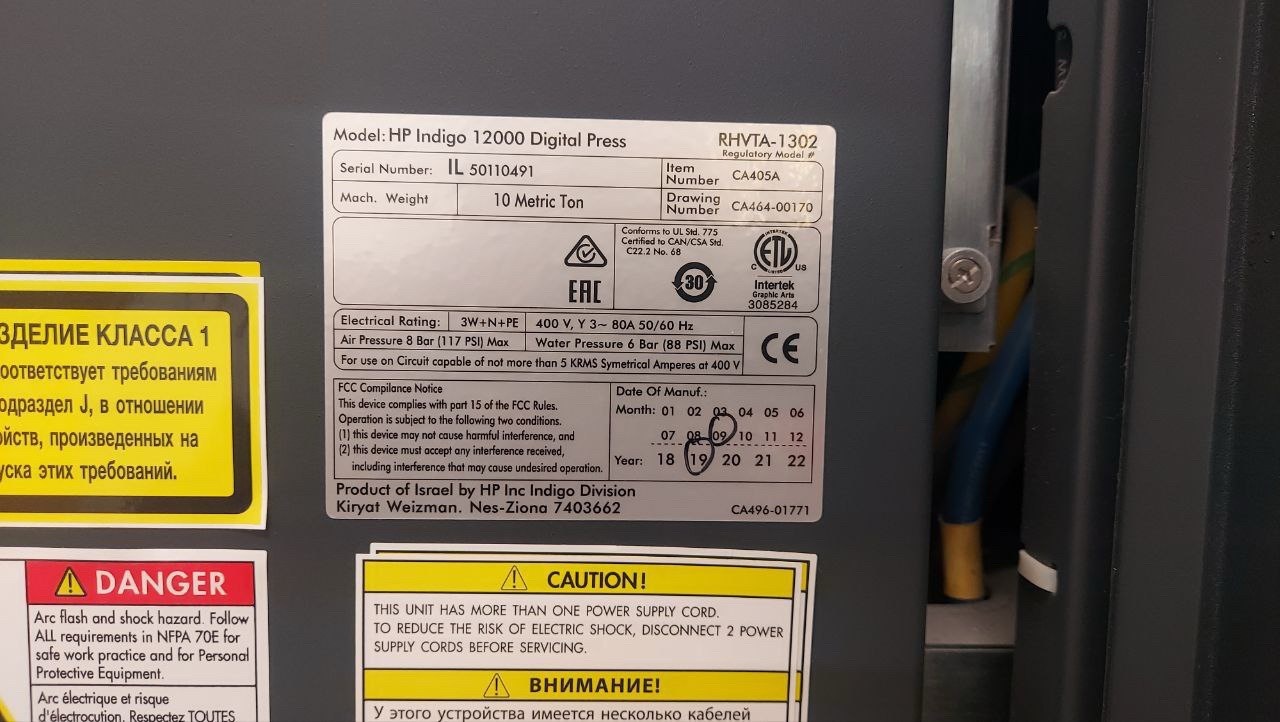 Model: HP Indigo 12000 Digital Press
RHVTA-1302
Regulatory Model #
Serial Number: IL 50110491
Item Number CA405A
Mach. Weight 10 Metric Ton
Drawing Number CA464-00170
EAC
Conforms to UL Std. 775
Certified to CAN/CSA Std.
C22.2 No. 68
30
INTERTEK
ETL
C US
Intertek
Graphic Arts
3085284
Electrical Rating: 3W+N+PE 400 V, Y 3~ 80A 50/60 Hz
Air Pressure 8 Bar (117 PSI) Max Water Pressure 6 Bar (88 PSI) Max
For use on Circuit capable of not more than 5 KRMS Symetrical Amperes at 400 V
CE
FCC Compliance Notice
This device complies with part 15 of the FCC Rules.
Operation is subject to the following two conditions.
(1) this device may not cause harmful interference, and
(2) this device must accept any interference received,
including interference that may cause undesired operation.
Date Of Manuf.:
Month: 01 02 03 04 05 06
07 08 09 10 11 12
Year: 18 19 20 21 22
Product of Israel by HP Inc Indigo Division
Kiryat Weizman. Nes-Ziona 7403662
CA496-01771
ЗДЕЛИЕ КЛАССА 1
оответствует требованиям
одраздел J, в отношении
ойств, произведенных на
уска этих требований.
DANGER
Arc flash and shock hazard. Follow
ALL requirements in NFPA 70E for
safe work practice and for Personal
Protective Equipment.
Arc électrique et risque
d'électrocution. Respectez TOUTES
CAUTION!
THIS UNIT HAS MORE THAN ONE POWER SUPPLY CORD.
TO REDUCE THE RISK OF ELECTRIC SHOCK, DISCONNECT 2 POWER
SUPPLY CORDS BEFORE SERVICING.
ВНИМАНИЕ!
У этого устройства имеется несколько кабелей